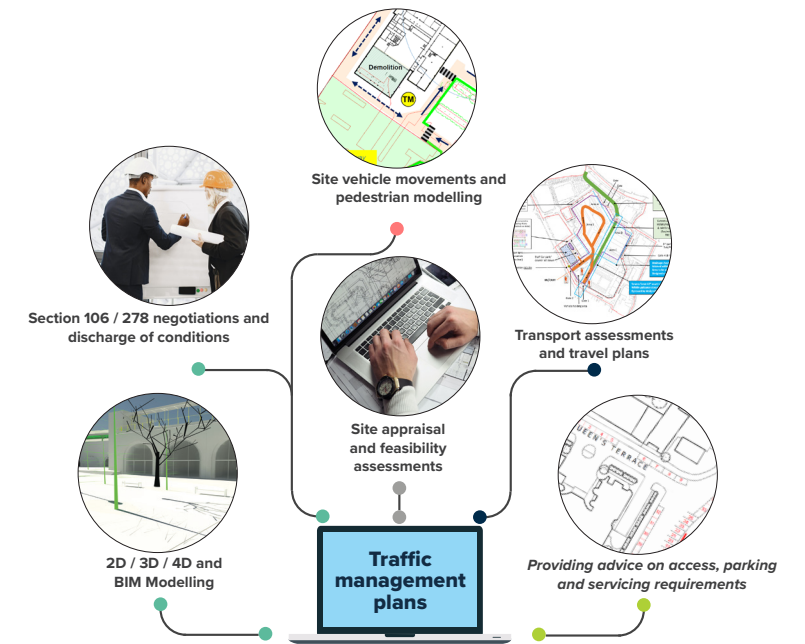 Demolition
TM
Site vehicle movements and
pedestrian modelling
Section 106 / 278 negotiations and
discharge of conditions
Transport assessments
and travel plans
Site appraisal
and feasibility
assessments
QUEEN'S TERRACE
2D / 3D / 4D and
BIM Modelling
Traffic
management
plans
Providing advice on access, parking
and servicing requirements